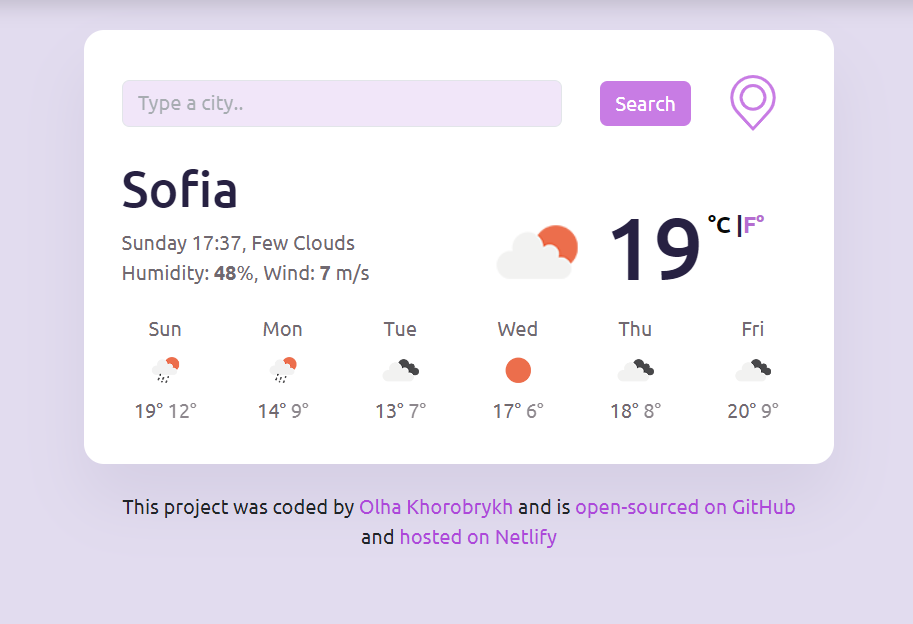 Type a city..
Search
Sofia
Sunday 17:37, Few Clouds
Humidity: 48%, Wind: 7 m/s
19 °C |F°
Sun Mon Tue Wed Thu Fri
19° 12° 14° 9° 13° 7° 17° 6° 18° 8° 20° 9°
This project was coded by Olha Khorobrykh and is open-sourced on GitHub
and hosted on Netlify